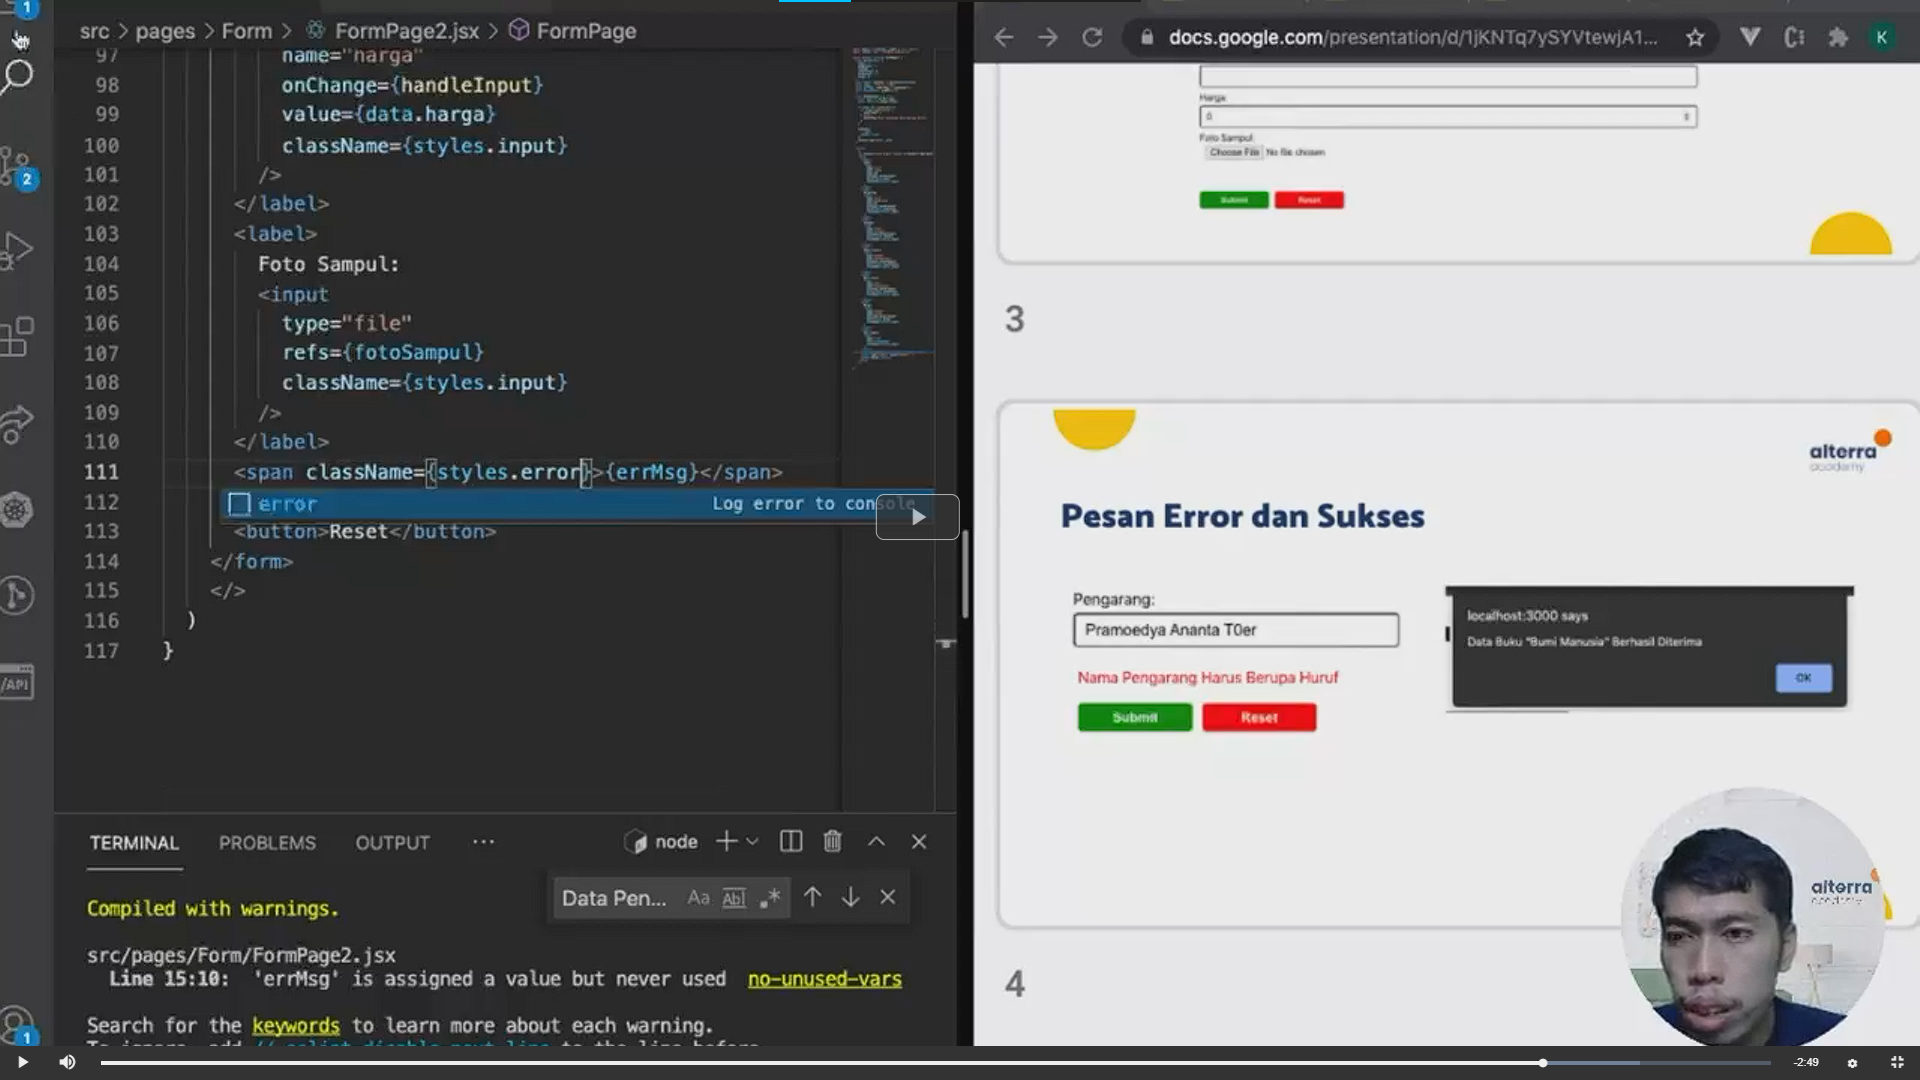 1
src > pages > Form > FormPage2.jsx > FormPage
97 name="harga"
98 onChange={handleInput}
99 value={data.harga}
100 className={styles.input}
101 />
102 </label>
103 <label>
104 Foto Sampul:
105 <input
106 type="file"
107 refs={fotoSampul}
108 className={styles.input}
109 />
110 </label>
111 <span className={styles.error}>{errMsg}</span>
112 error Log error to console
113 <button>Reset</button>
114 </form>
115 </>
116 )
117 }
2
/API
1
TERMINAL PROBLEMS OUTPUT ... node
Data Pen... Aa Abl .*
Compiled with warnings.
src/pages/Form/FormPage2.jsx
Line 15:10: 'errMsg' is assigned a value but never used no-unused-vars
Search for the keywords to learn more about each warning.
docs.google.com/presentation/d/1jKNTq7ySYVtewjA1... K
Harga:
0
Foto Sampul:
Choose File No file chosen
Submit Reset
3
alterra
academy
Pesan Error dan Sukses
Pengarang:
Pramoedya Ananta T0er
Nama Pengarang Harus Berupa Huruf
Submit Reset
localhost:3000 says
Data Buku "Bumi Manusia" Berhasil Diterima
OK
alterra
academy
4
-2:49